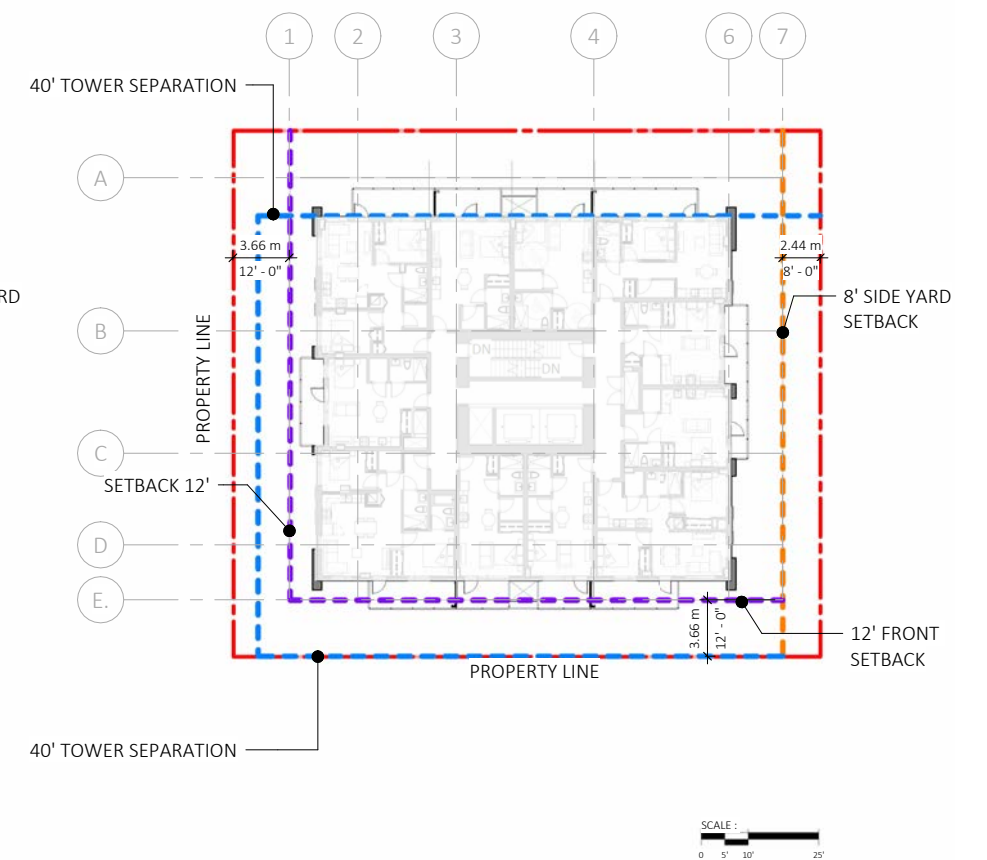 1 2 3 4 6 7
40' TOWER SEPARATION
A
3.66 m
12' - 0"
2.44 m
8' - 0"
RD
8' SIDE YARD
SETBACK
B
PROPERTY LINE
DN
DN
C
SETBACK 12'
D
E.
3.66 m
12' - 0"
12' FRONT
SETBACK
PROPERTY LINE
40' TOWER SEPARATION
SCALE :
0 5' 10' 25'